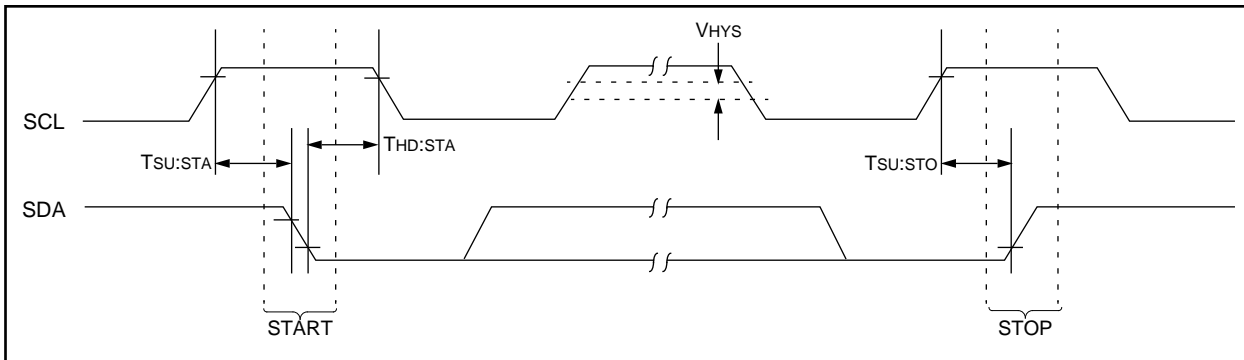 VHYS
SCL
THD:STA
TSU:STA
TSU:STO
SDA
START
STOP